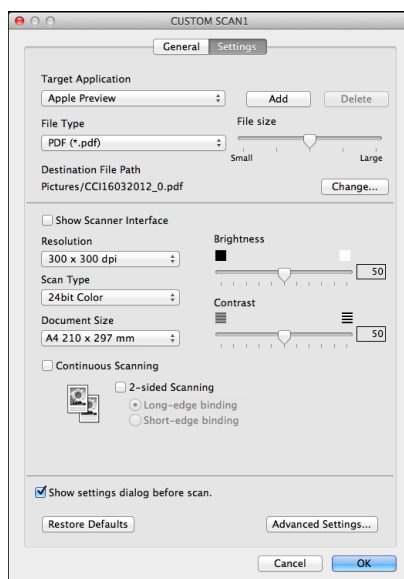 CUSTOM SCAN1
General Settings
Target Application
Apple Preview Add Delete
File Type File size
PDF (*.pdf)
Small Large
Destination File Path
Pictures/CCI16032012_0.pdf Change...
Show Scanner Interface
Resolution Brightness
300 x 300 dpi
50
Scan Type
24bit Color
Contrast
Document Size
A4 210 x 297 mm 50
Continuous Scanning
2-sided Scanning
Long-edge binding
Short-edge binding
Show settings dialog before scan.
Restore Defaults Advanced Settings...
Cancel OK